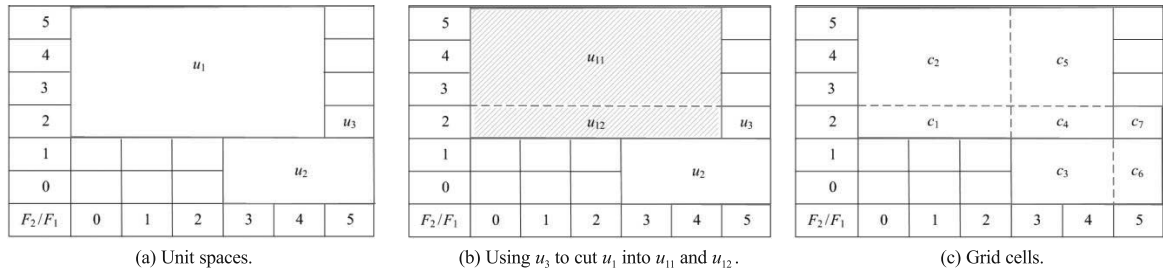 5
4
u₁
3
2
u₃
1
u₂
0
F₂/F₁ 0 1 2 3 4 5
(a) Unit spaces.
5
4
u₁₁
3
2
u₁₂
u₃
1
u₂
0
F₂/F₁ 0 1 2 3 4 5
(b) Using u₃ to cut u₁ into u₁₁ and u₁₂.
5
4
c₂ c₅
3
2
c₁ c₄ c₇
1
c₃ c₆
0
F₂/F₁ 0 1 2 3 4 5
(c) Grid cells.